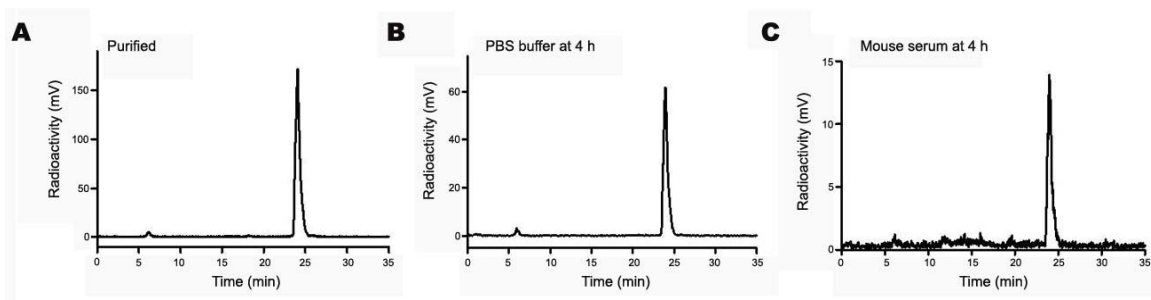 A
Purified
Radioactivity (mV)
150
100
50
0
0 5 10 15 20 25 30 35
Time (min)
B
PBS buffer at 4 h
Radioactivity (mV)
60
40
20
0
0 5 10 15 20 25 30 35
Time (min)
C
Mouse serum at 4 h
Radioactivity (mV)
15
10
5
0
0 5 10 15 20 25 30 35
Time (min)